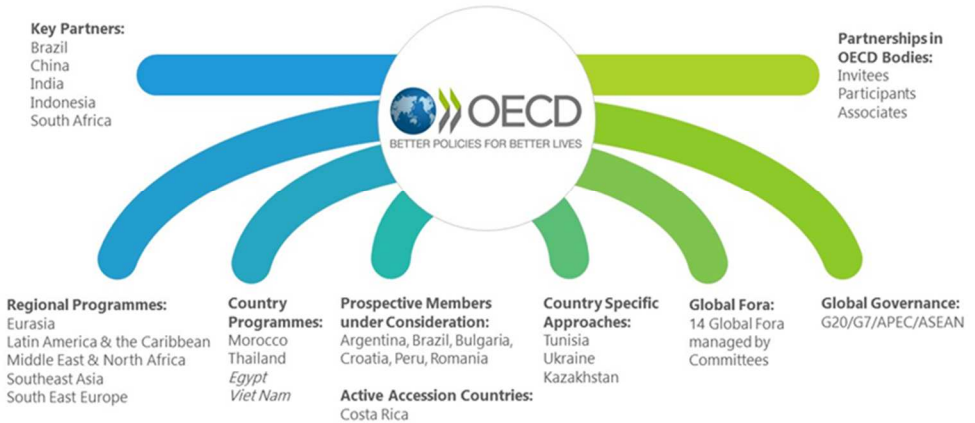 Key Partners:
Brazil
China
India
Indonesia
South Africa
OECD
BETTER POLICIES FOR BETTER LIVES
Partnerships in
OECD Bodies:
Invitees
Participants
Associates
Regional Programmes:
Eurasia
Latin America & the Caribbean
Middle East & North Africa
Southeast Asia
South East Europe
Country
Programmes:
Morocco
Thailand
Egypt
Viet Nam
Prospective Members
under Consideration:
Argentina, Brazil, Bulgaria,
Croatia, Peru, Romania
Active Accession Countries:
Costa Rica
Country Specific
Approaches:
Tunisia
Ukraine
Kazakhstan
Global Fora:
14 Global Fora
managed by
Committees
Global Governance:
G20/G7/APEC/ASEAN